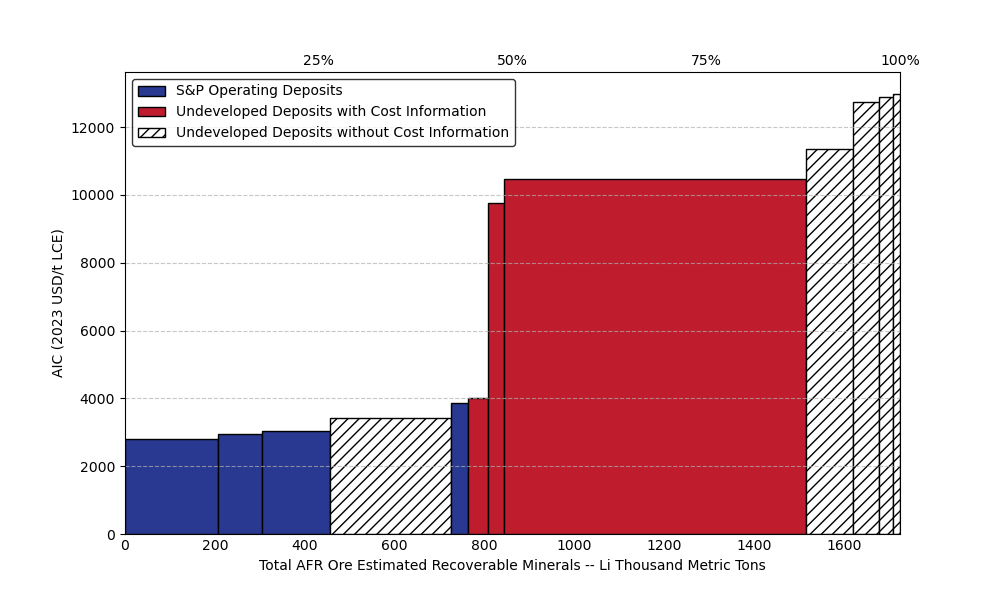 25% 50% 75% 100%
S&P Operating Deposits
Undeveloped Deposits with Cost Information
Undeveloped Deposits without Cost Information
12000
10000
8000
6000
4000
2000
0
AIC (2023 USD/t LCE)
0 200 400 600 800 1000 1200 1400 1600
Total AFR Ore Estimated Recoverable Minerals -- Li Thousand Metric Tons